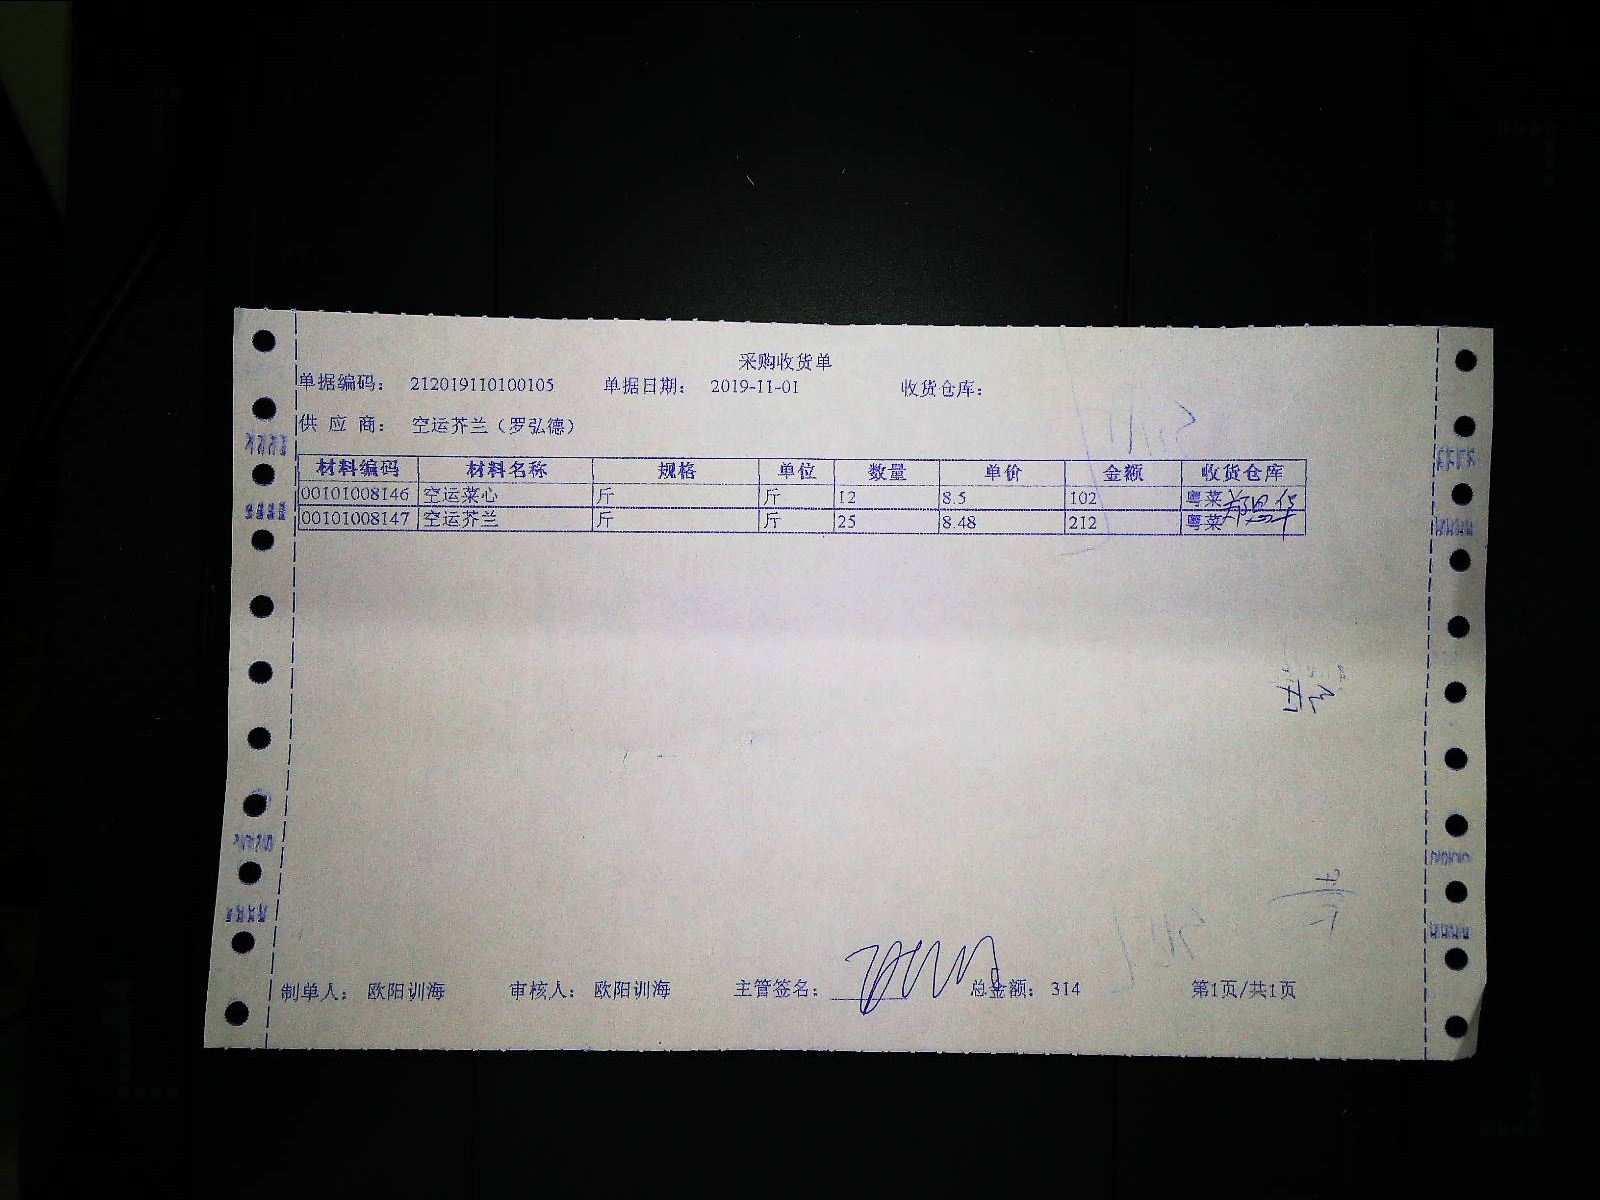 采购收货单
单据编码: 212019110100105 单据日期: 2019-11-01 收货仓库:
供 应 商: 空运芥兰(罗弘德)
材料编码 材料名称 规格 单位 数量 单价 金额 收货仓库
00101008146 空运菜心 斤 斤 12 8.5 102 粤菜
00101008147 空运芥兰 斤 斤 25 8.48 212 粤菜
制单人: 欧阳训海 审核人: 欧阳训海 主管签名: 总金额: 314 第1页/共1页